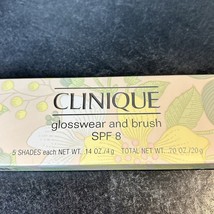 CLINIQUE
glosswear and brush
SPF 8
5 SHADES each NET WT. .14 OZ./4g TOTAL NET WT. .70 OZ./20g